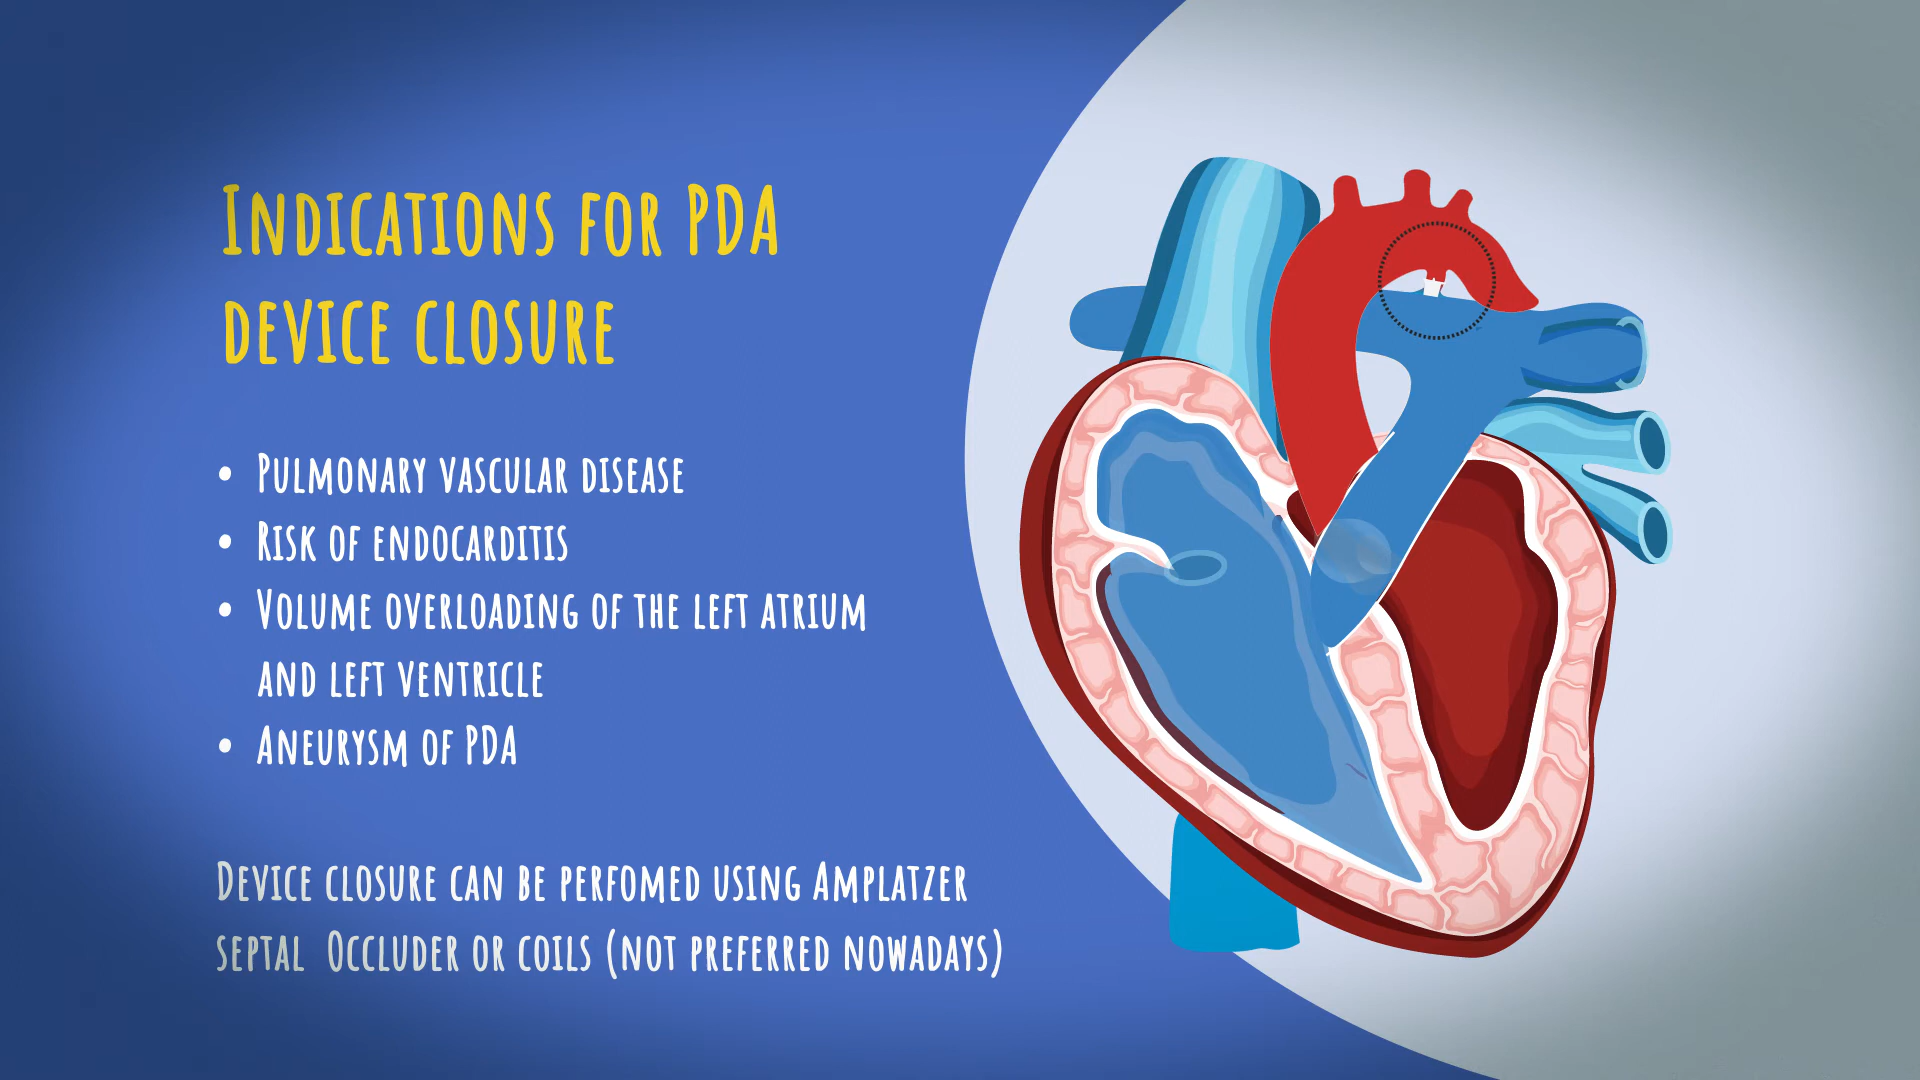 Indications for PDA
device closure
• Pulmonary vascular disease
• Risk of endocarditis
• Volume overloading of the left atrium
and left ventricle
• Aneurysm of PDA
Device closure can be perfomed using Amplatzer
septal Occluder or coils (not preferred nowadays)